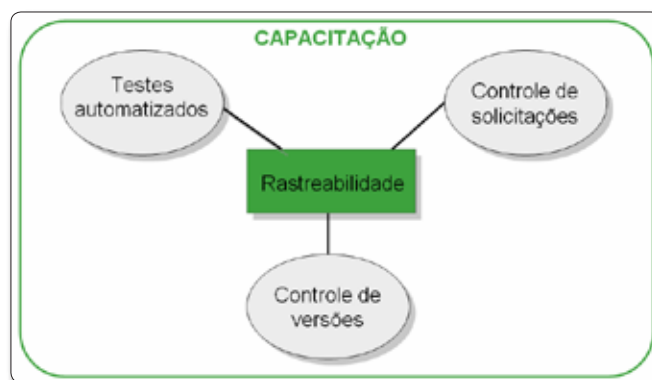 CAPACITAÇÃO
Testes
automatizados
Controle de
solicitações
Rastreabilidade
Controle de
versões